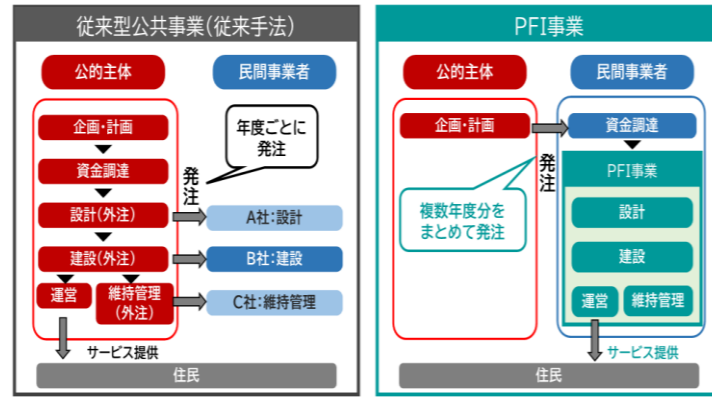 従来型公共事業(従来手法)
公的主体
民間事業者
企画・計画
資金調達
設計(外注)
建設(外注)
運営
維持管理
(外注)
年度ごとに
発注
発注
A社:設計
B社:建設
C社:維持管理
サービス提供
住民
PFI事業
公的主体
民間事業者
企画・計画
資金調達
発注
複数年度分を
まとめて発注
PFI事業
設計
建設
運営
維持管理
サービス提供
住民